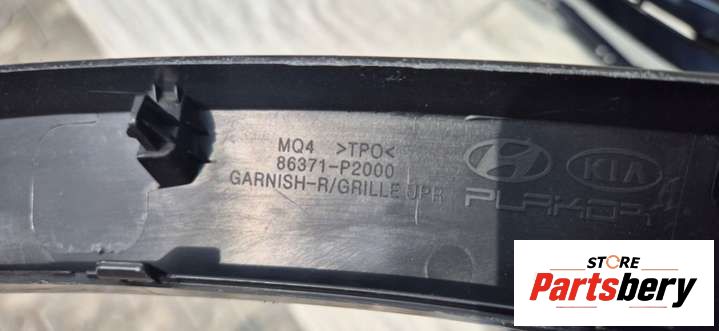 MQ4 >TPO<
86371-P2000
GARNISH-R/GRILLE UPR
KIA
PLAKOR
STORE
Partsbery